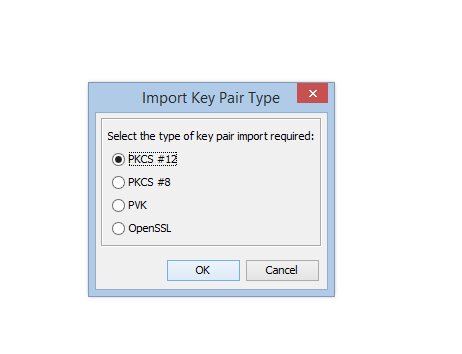 Import Key Pair Type
Select the type of key pair import required:
PKCS #12
PKCS #8
PVK
OpenSSL
OK Cancel